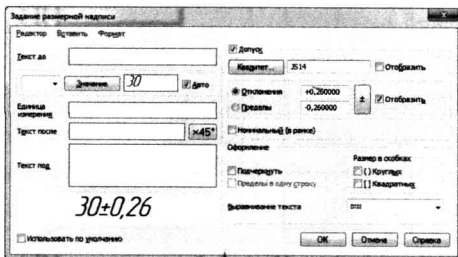 Задание размерной надписи
Редактор Вставить Формат
Текст до
Значение 30 Авто
Единица измерения
Текст после ×45°
Текст под
30±0,26
Использовать по умолчанию
Допуск
Квалитет... JS14 Отобразить
Отклонения +0,260000 ± Отобразить
Пределы -0,260000
Номинальный (в рамке)
Оформление
Размер в скобках
Подчеркнуть ( ) Круглых
Пределы в одну строку [ ] Квадратных
Выравнивание текста
OK Отмена Справка